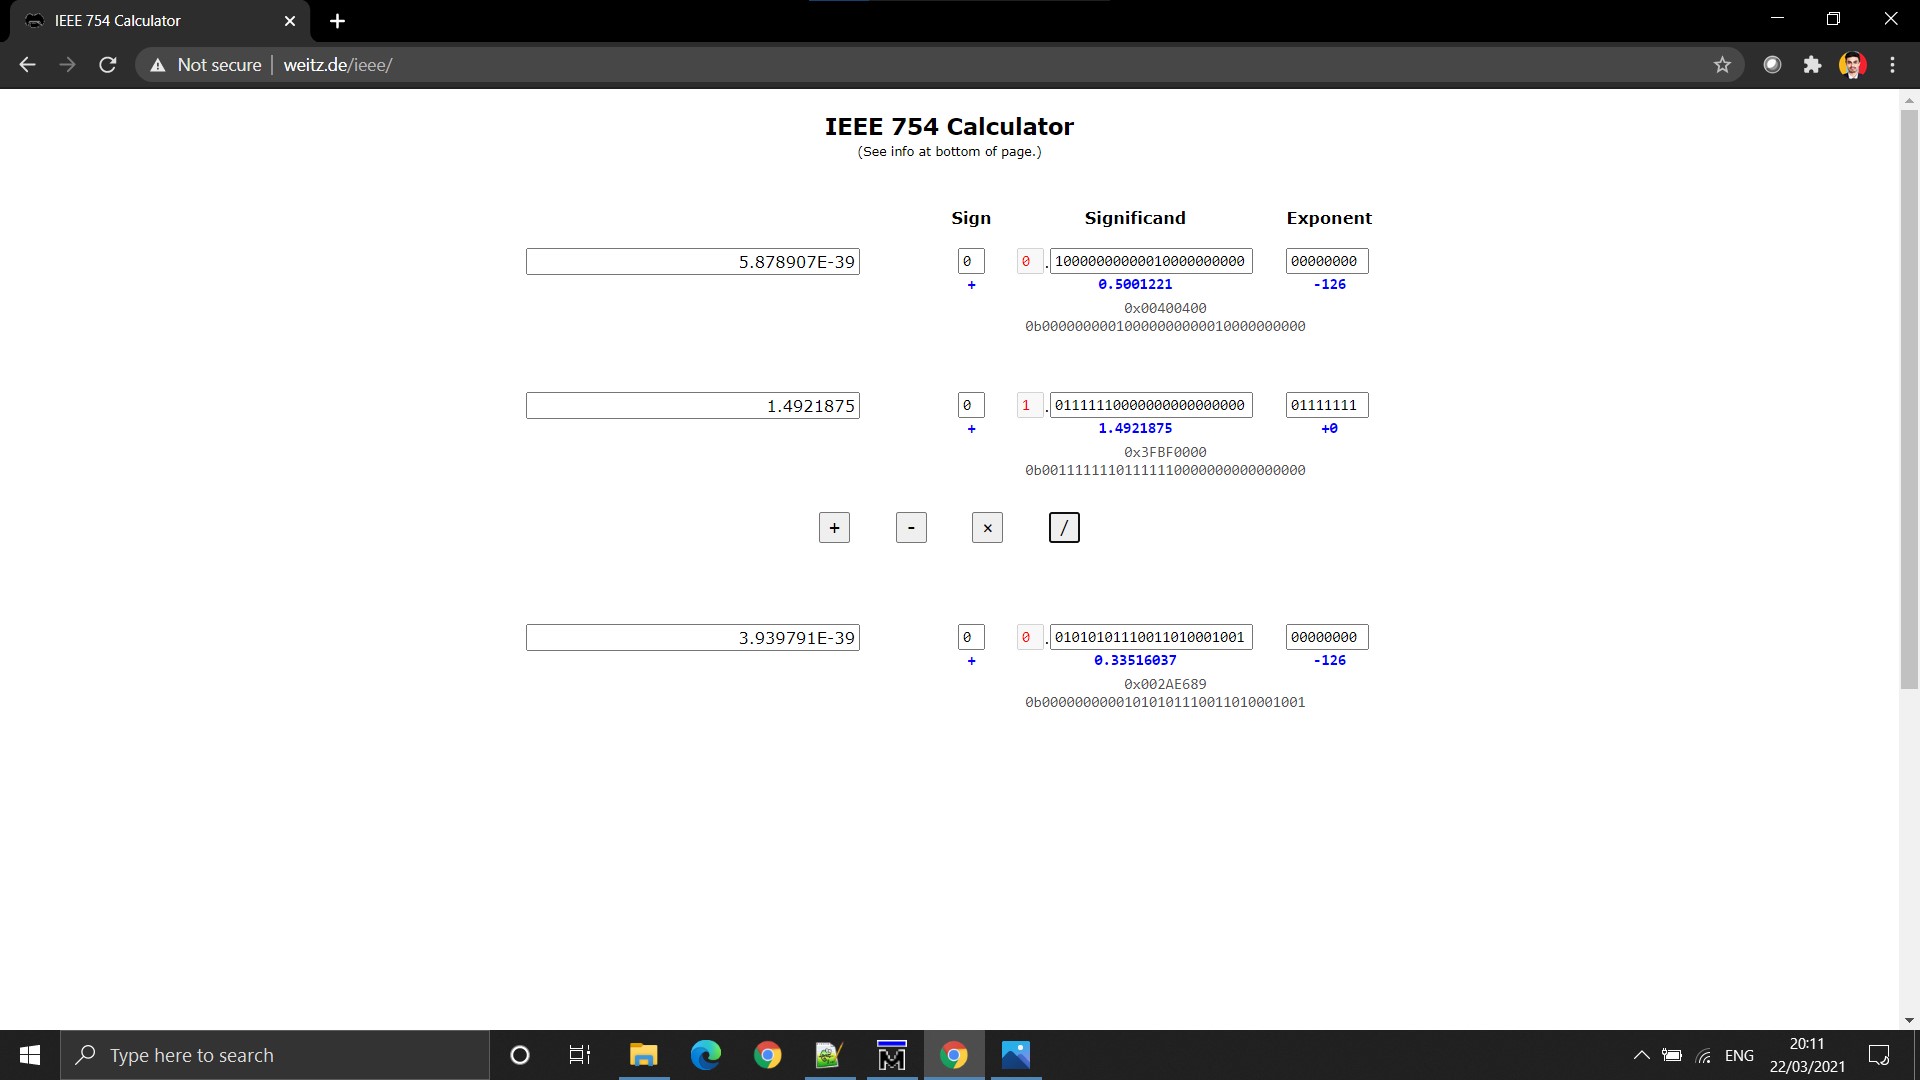 IEEE 754 Calculator
Not secure | weitz.de/ieee/
IEEE 754 Calculator
(See info at bottom of page.)
Sign Significand Exponent
5.878907E-39 0 0 . 10000000000010000000000 00000000
+ 0.5001221 -126
0x00400400
0b00000000010000000000010000000000
1.4921875 0 1 . 01111110000000000000000 01111111
+ 1.4921875 +0
0x3FBF0000
0b00111111101111110000000000000000
+ - × /
3.939791E-39 0 0 . 01010101110011010001001 00000000
+ 0.33516037 -126
0x002AE689
0b00000000001010101110011010001001
Type here to search
ENG
20:11
22/03/2021